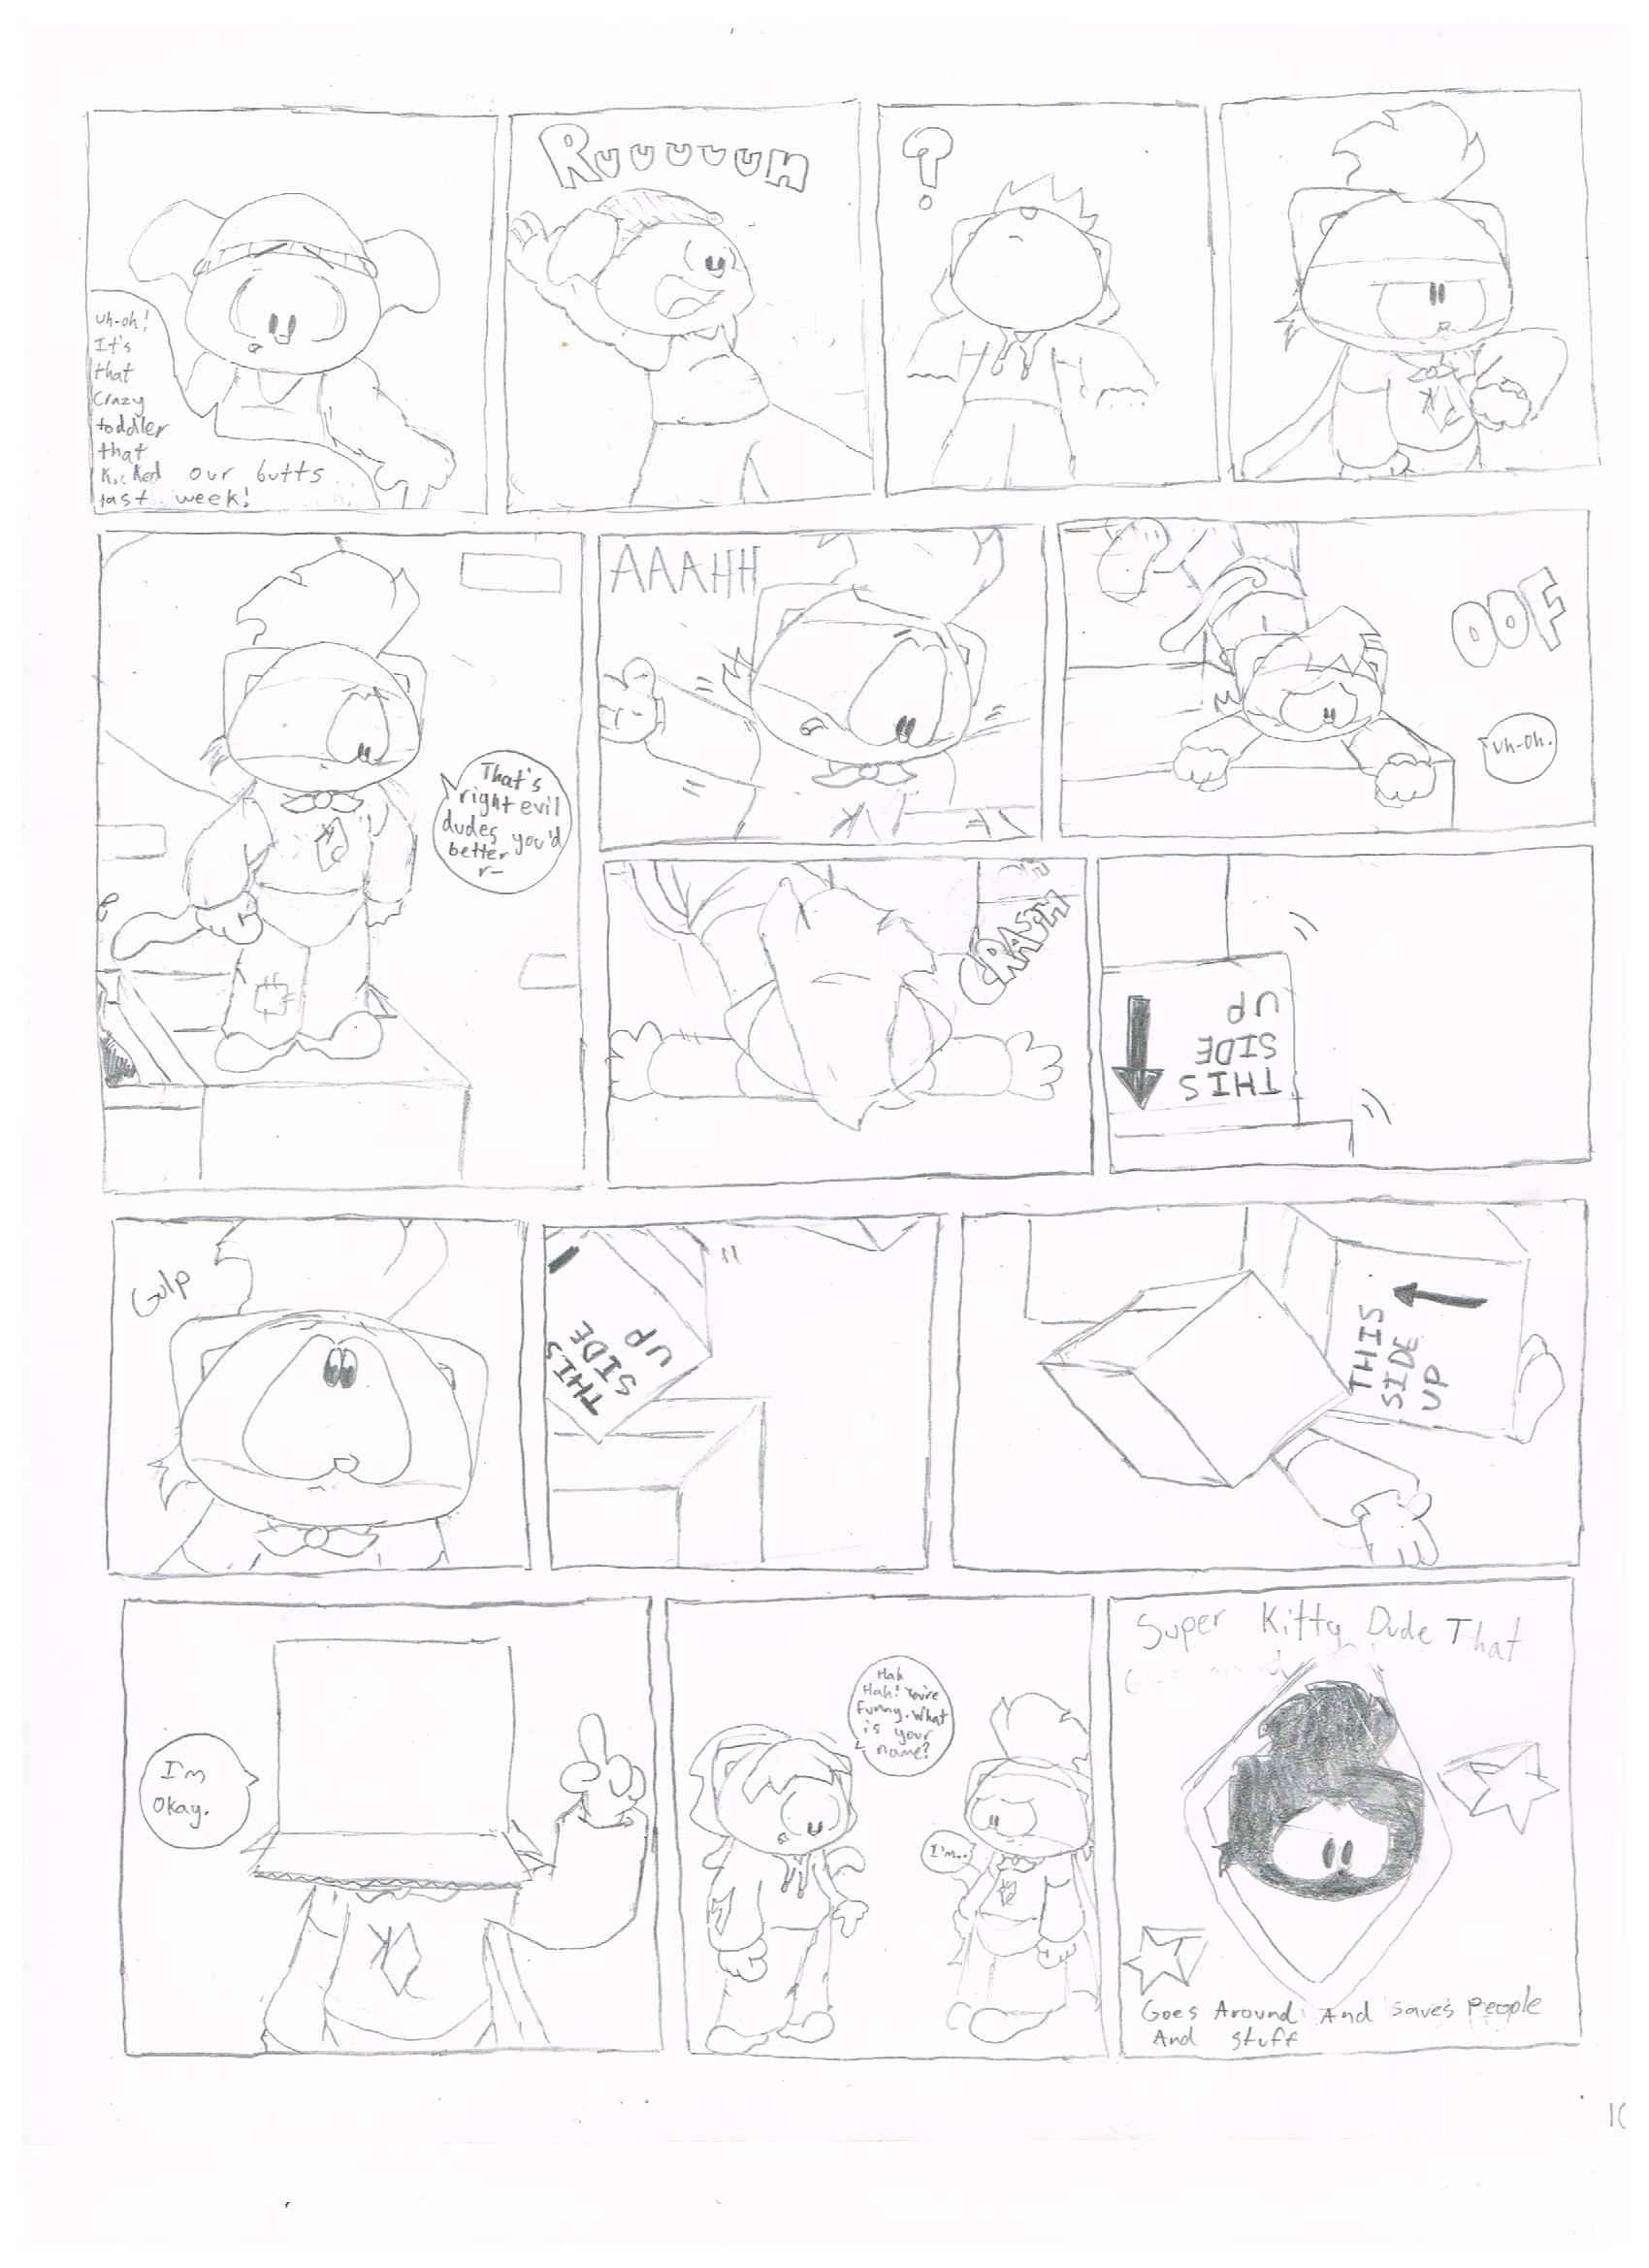 uh-oh!
It's
that
crazy
toddler
that
Kicked our butts
last week!
RuuuuuN
?
That's
right evil
dudes you'd
better
r-
AAAHH
OOF
uh-oh.
CRASH
THIS
SIDE
UP
Gulp
THIS
SIDE
UP
THIS
SIDE
UP
I'm
okay.
Hah
Hah! You're
Funny. What
is your
name?
I'm..
Super Kitty Dude That
Goes Around And saves People
And stuff